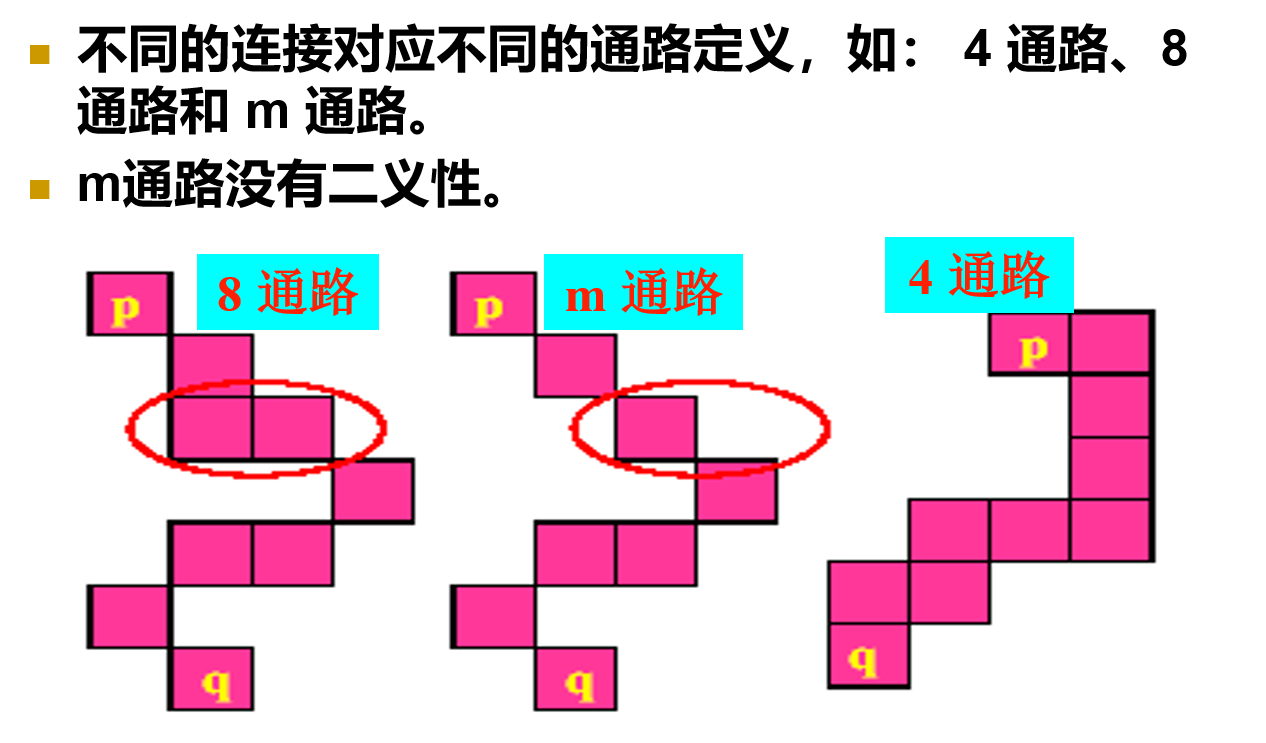 不同的连接对应不同的通路定义，如： 4 通路、8
通路和 m 通路。
m通路没有二义性。
8 通路
m 通路
4 通路
p
p
p
q
q
q